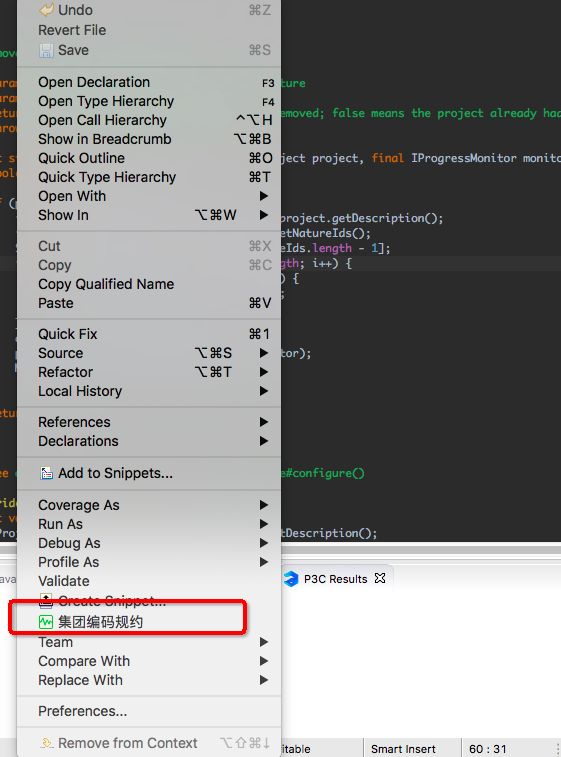 Undo ⌘Z
Revert File
Save ⌘S
Open Declaration F3
Open Type Hierarchy F4
Open Call Hierarchy ^⌥H
Show in Breadcrumb ⌥⌘B
Quick Outline ⌘O
Quick Type Hierarchy ⌘T
Open With ▶
Show In ⌥⌘W ▶
Cut ⌘X
Copy ⌘C
Copy Qualified Name
Paste ⌘V
Quick Fix ⌘1
Source ⌥⌘S ▶
Refactor ⌥⌘T ▶
Local History ▶
References ▶
Declarations ▶
Add to Snippets...
Coverage As ▶
Run As ▶
Debug As ▶
Profile As ▶
Validate
Create Snippet...
集团编码规约
Team ▶
Compare With ▶
Replace With ▶
Preferences...
Remove from Context ⌥⇧⌘↓
emoved; false means the project already had
ject project, final IProgressMonitor monito
project.getDescription();
etNatureIds();
eIds.length - 1];
gth; i++) {
) {
;
tor);
e#configure()
tDescription();
P3C Results
itable
Smart Insert
60 : 31